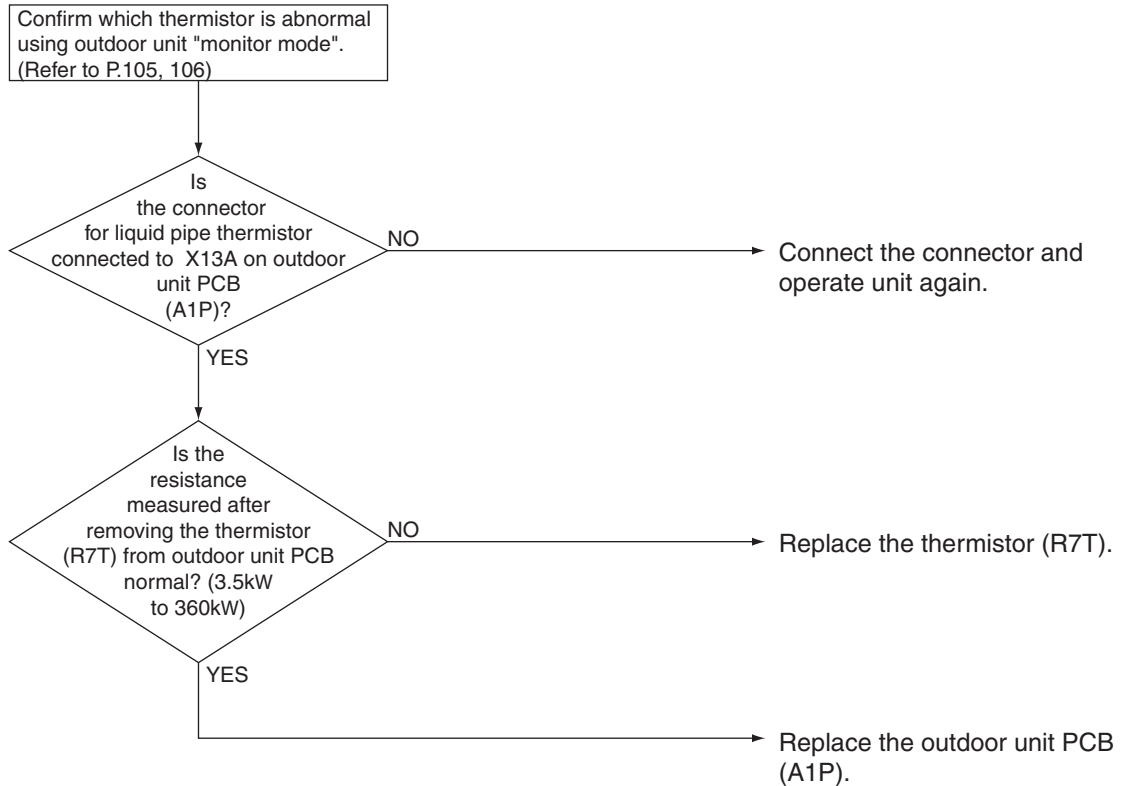 Confirm which thermistor is abnormal
using outdoor unit "monitor mode".
(Refer to P.105, 106)
Is
the connector
for liquid pipe thermistor
connected to X13A on outdoor
unit PCB
(A1P)?
NO
Connect the connector and
operate unit again.
YES
Is the
resistance
measured after
removing the thermistor
(R7T) from outdoor unit PCB
normal? (3.5kW
to 360kW)
NO
Replace the thermistor (R7T).
YES
Replace the outdoor unit PCB
(A1P).